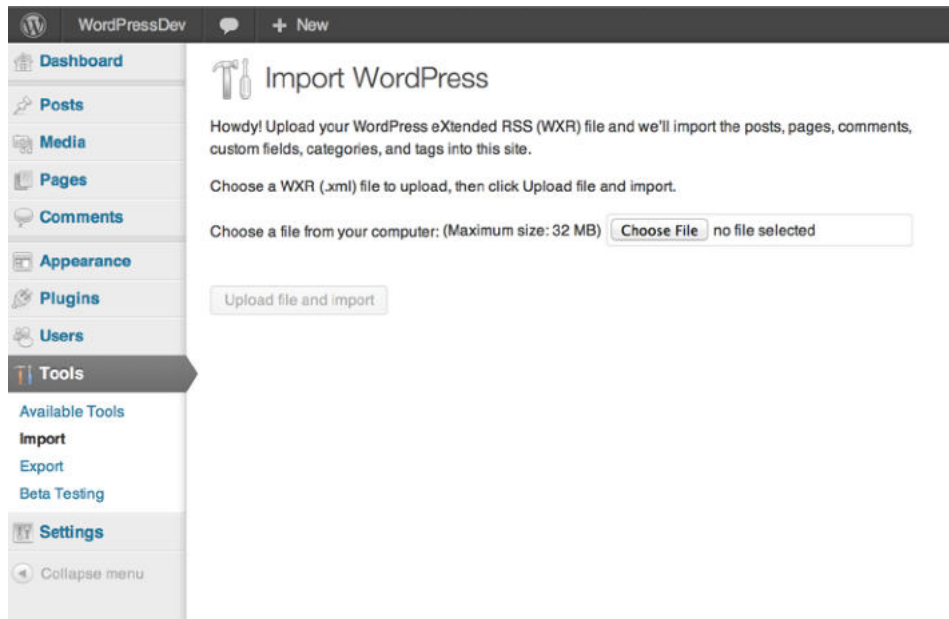 WordPressDev + New
Dashboard
Posts
Media
Pages
Comments
Appearance
Plugins
Users
Tools
Available Tools
Import
Export
Beta Testing
Settings
Collapse menu
Import WordPress
Howdy! Upload your WordPress eXtended RSS (WXR) file and we'll import the posts, pages, comments,
custom fields, categories, and tags into this site.
Choose a WXR (.xml) file to upload, then click Upload file and import.
Choose a file from your computer: (Maximum size: 32 MB) Choose File no file selected
Upload file and import